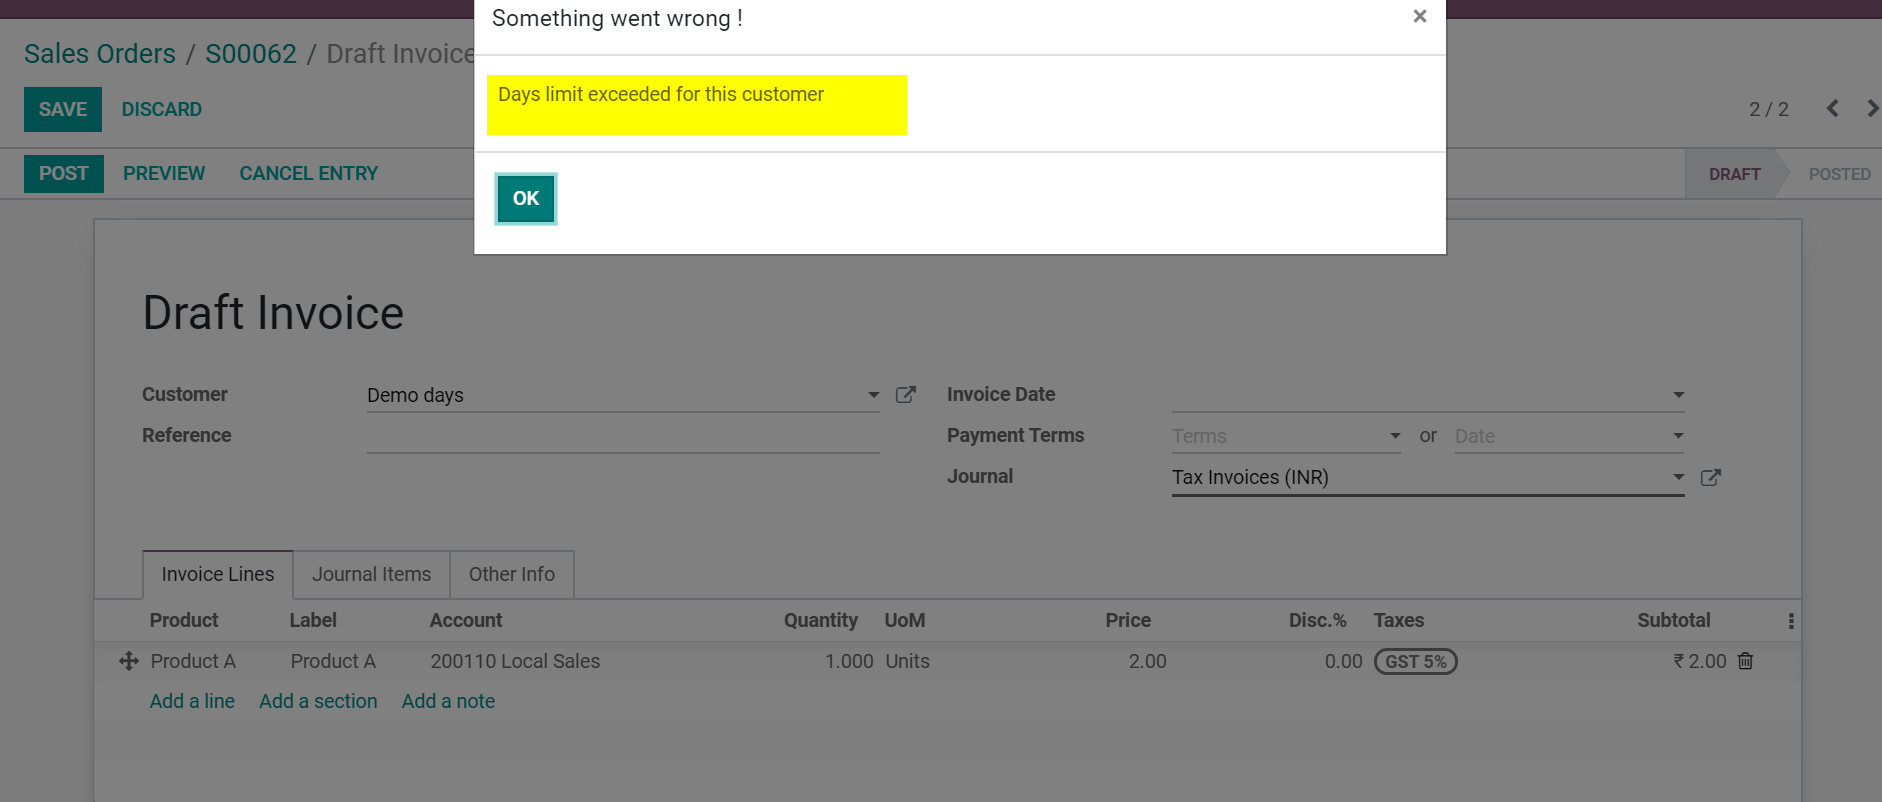 Something went wrong !
×
Sales Orders / S00062 / Draft Invoice
Days limit exceeded for this customer
SAVE DISCARD
2 / 2
POST PREVIEW CANCEL ENTRY
DRAFT POSTED
OK
Draft Invoice
Customer Demo days
Invoice Date
Reference
Payment Terms Terms or Date
Journal Tax Invoices (INR)
Invoice Lines Journal Items Other Info
Product Label Account Quantity UoM Price Disc.% Taxes Subtotal
Product A Product A 200110 Local Sales 1.000 Units 2.00 0.00 GST 5% ₹ 2.00
Add a line Add a section Add a note